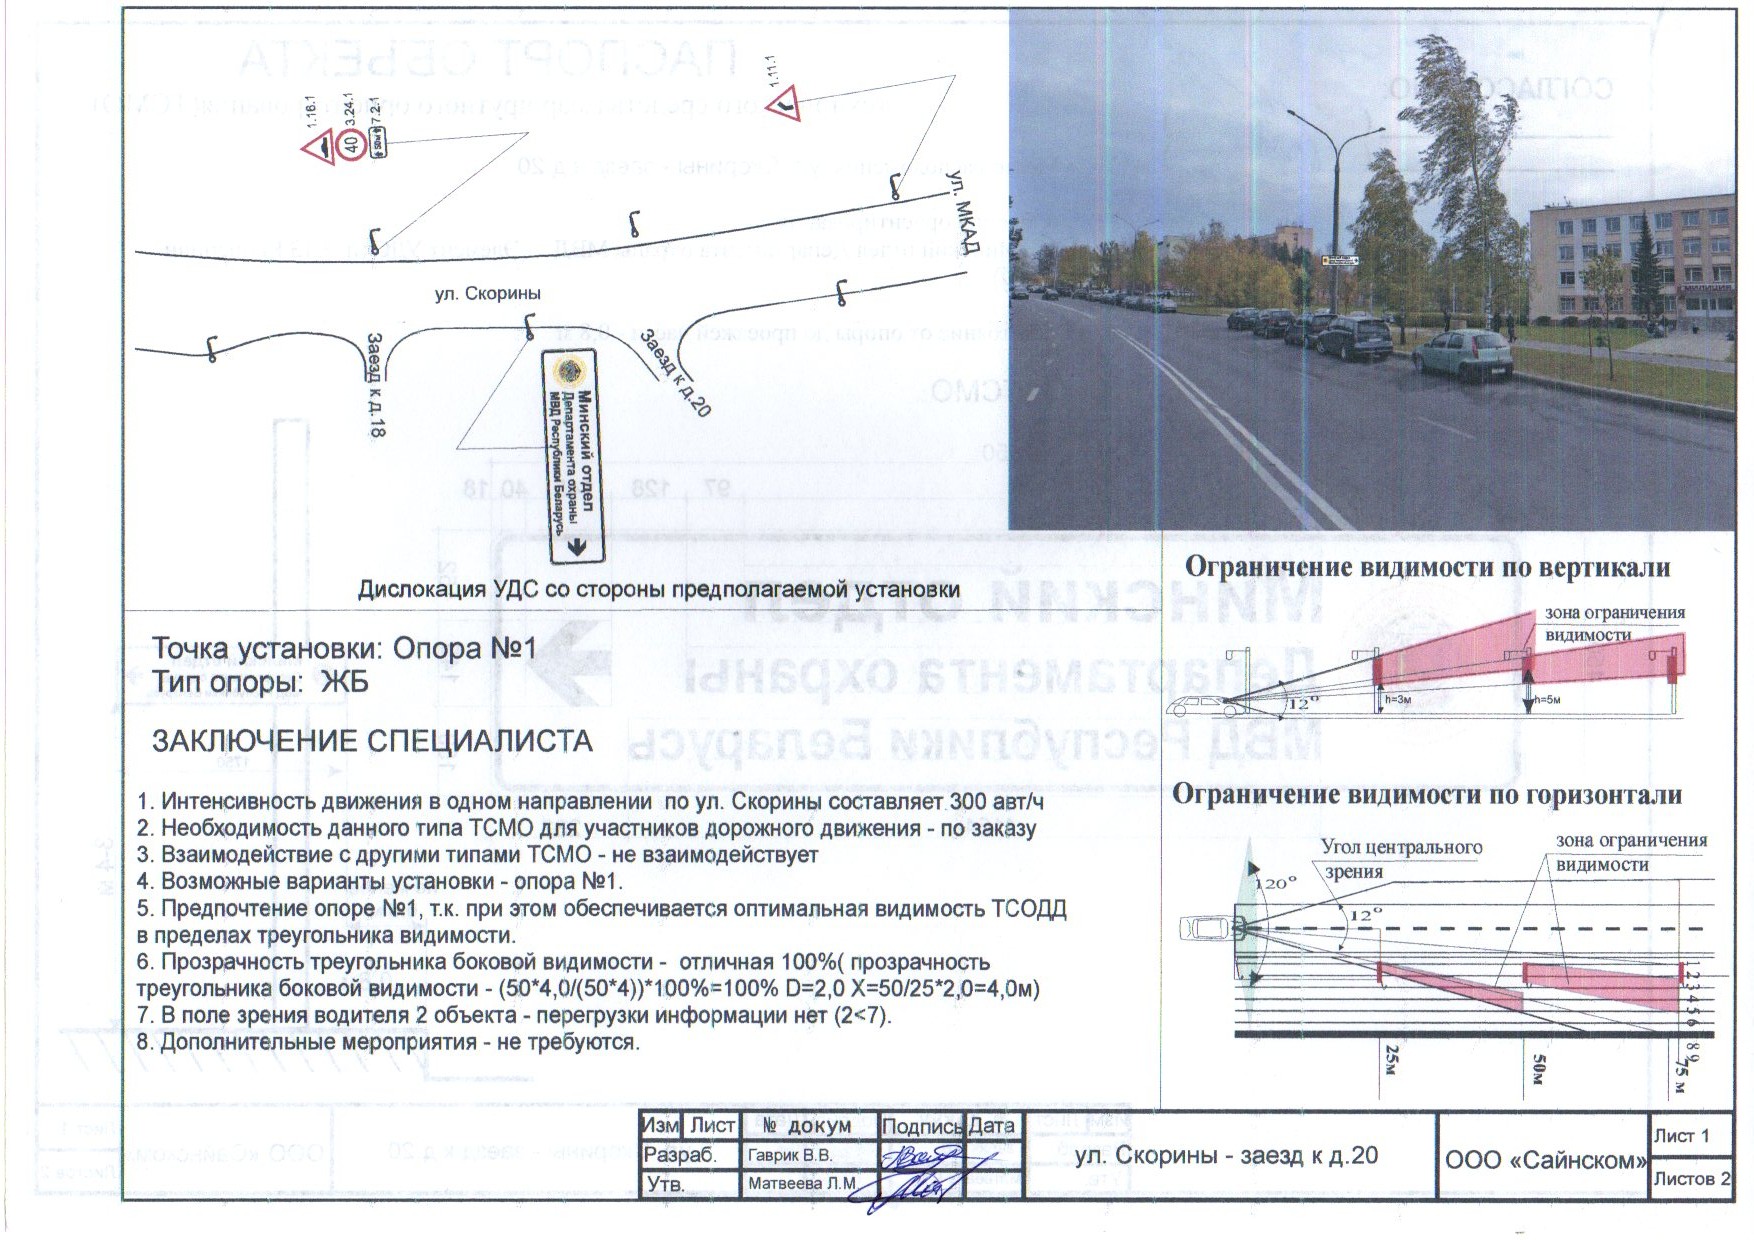 1.16.1
3.24.1
7.2.1
40
1.11.1
ул. МКАД
ул. Скорины
Заезд к д.18
Заезд к д.20
Минский отдел
Департамента охраны
МВД Республики Беларусь
Дислокация УДС со стороны предполагаемой установки
Точка установки: Опора №1
Тип опоры: ЖБ
ЗАКЛЮЧЕНИЕ СПЕЦИАЛИСТА
1. Интенсивность движения в одном направлении по ул. Скорины составляет 300 авт/ч
2. Необходимость данного типа ТСМО для участников дорожного движения - по заказу
3. Взаимодействие с другими типами ТСМО - не взаимодействует
4. Возможные варианты установки - опора №1.
5. Предпочтение опоре №1, т.к. при этом обеспечивается оптимальная видимость ТСОДД
в пределах треугольника видимости.
6. Прозрачность треугольника боковой видимости - отличная 100%( прозрачность
треугольника боковой видимости - (50*4,0/(50*4))*100%=100% D=2,0 X=50/25*2,0=4,0м)
7. В поле зрения водителя 2 объекта - перегрузки информации нет (2<7).
8. Дополнительные мероприятия - не требуются.
Ограничение видимости по вертикали
зона ограничения
видимости
12°
h=3м
h=5м
Ограничение видимости по горизонтали
Угол центрального
зрения
зона ограничения
видимости
120°
12°
1
2
3
4
5
6
8
9
25м
50м
75 м
Изм Лист № докум Подпись Дата
Разраб. Гаврик В.В.
Утв. Матвеева Л.М.
ул. Скорины - заезд к д.20
ООО «Сайнском»
Лист 1
Листов 2